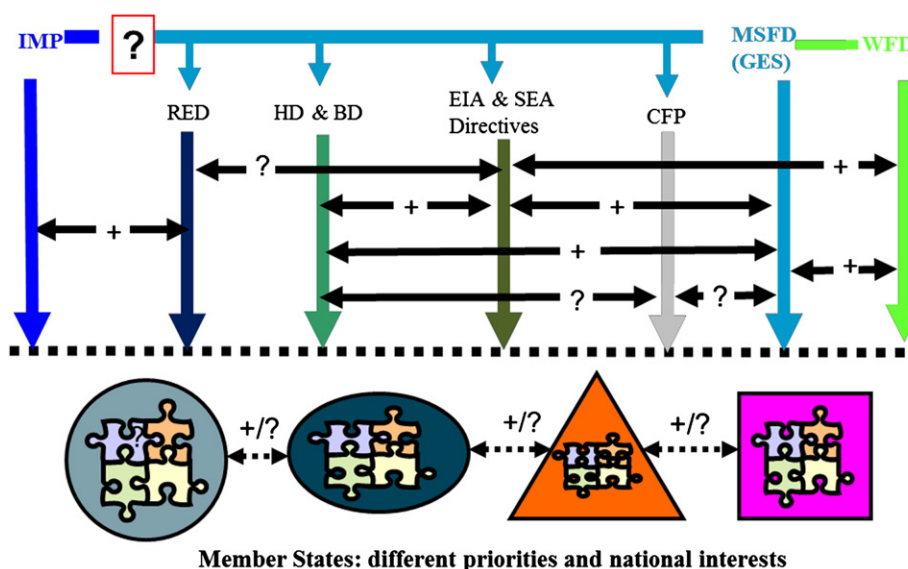 IMP
?
MSFD
(GES)
WFD
RED
HD & BD
EIA & SEA
Directives
CFP
?
+
+
+
+
+
+
?
?
?
+/?
+/?
+/?
Member States: different priorities and national interests